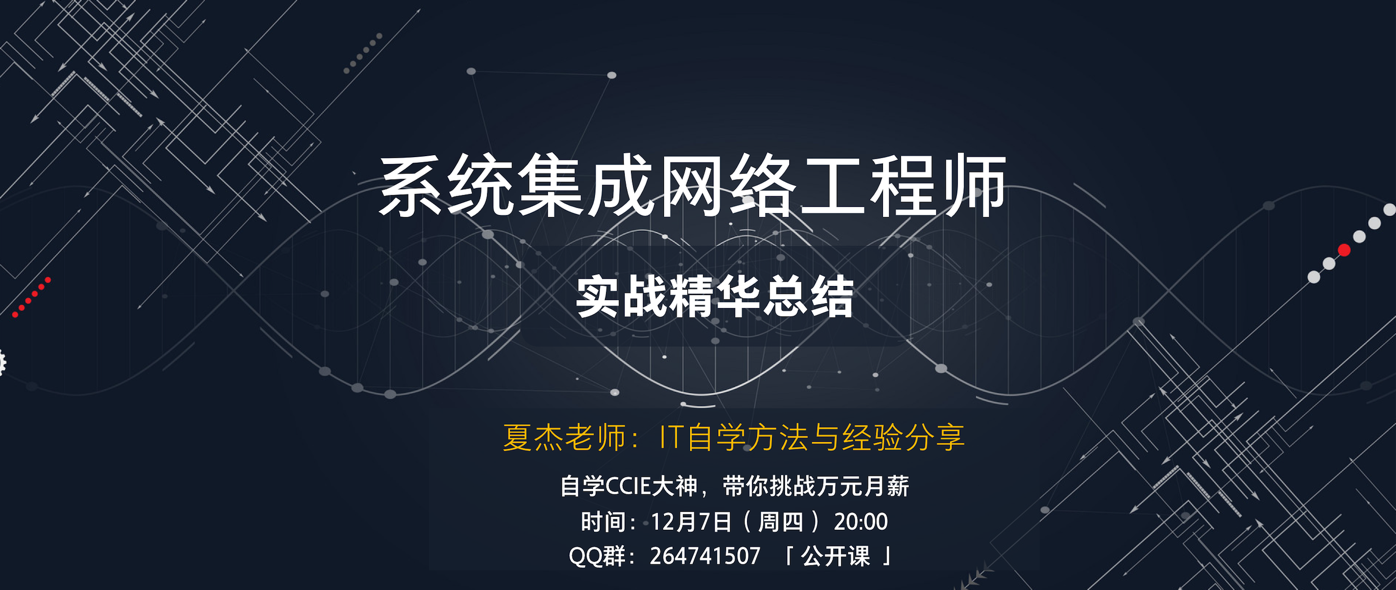 系统集成网络工程师
实战精华总结
夏杰老师：IT自学方法与经验分享
自学CCIE大神，带你挑战万元月薪
时间：12月7日（周四） 20:00
QQ群：264741507 「公开课」